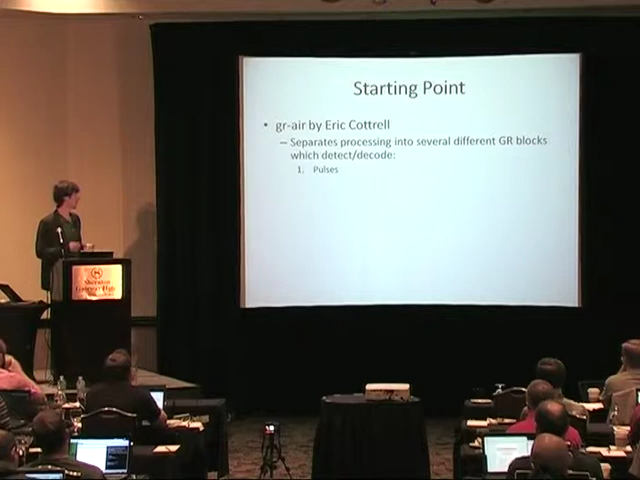 Starting Point
• gr-air by Eric Cottrell
– Separates processing into several different GR blocks
which detect/decode:
1. Pulses
Sheraton